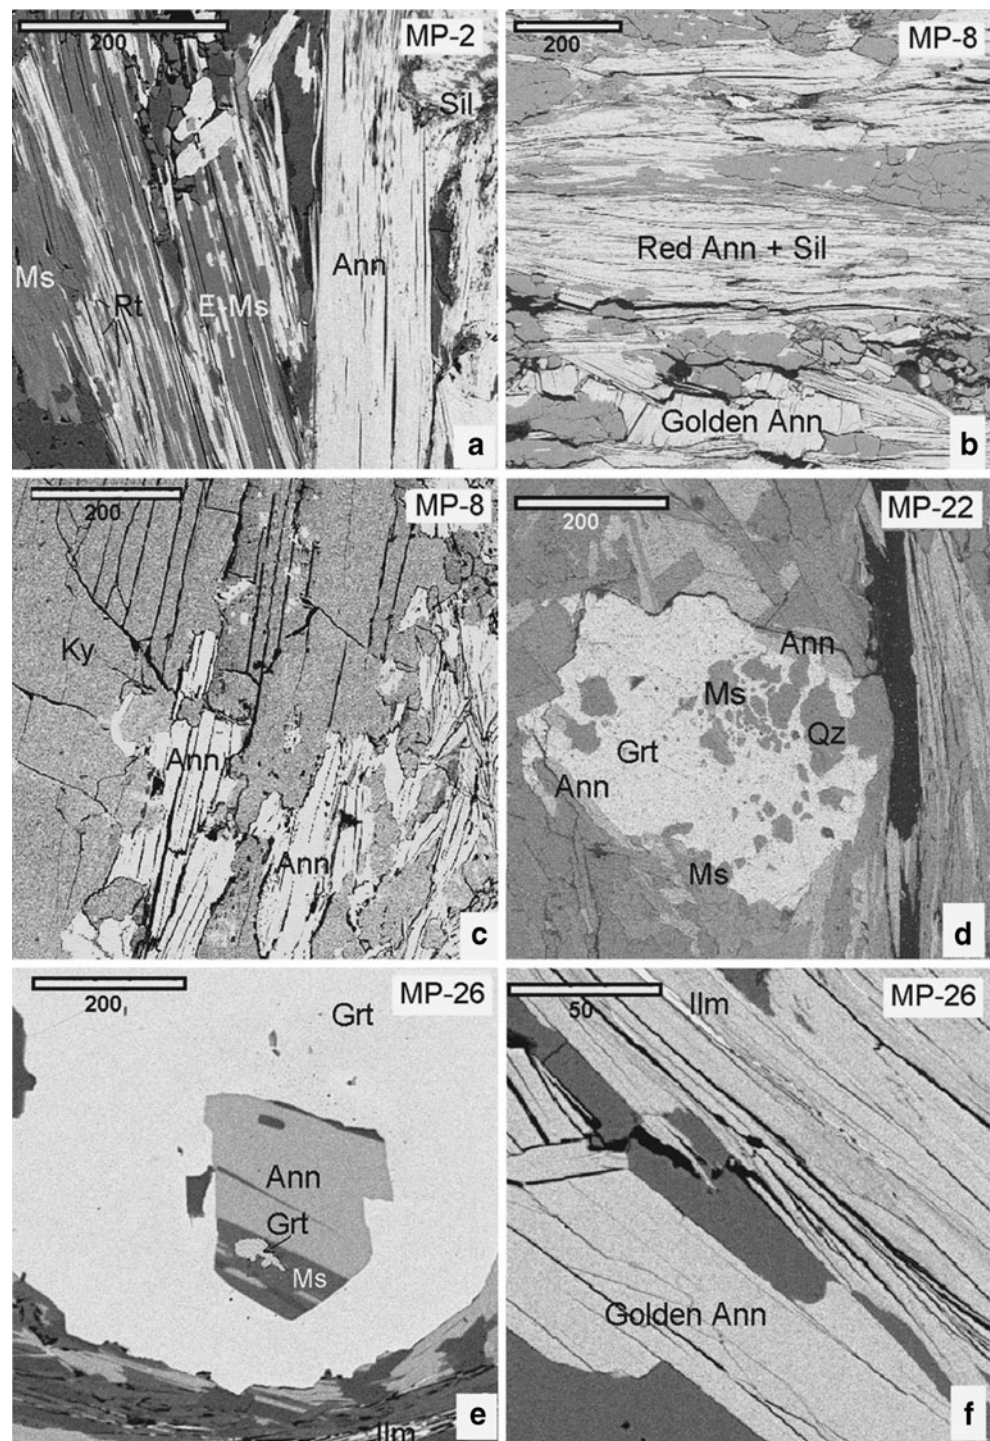 200
MP-2
Sil
Ann
Ms
Rt
E-Ms
a
200
MP-8
Red Ann + Sil
Golden Ann
b
200
MP-8
Ky
Ann
Ann
c
200
MP-22
Ann
Ms
Qz
Grt
Ann
Ms
d
200
MP-26
Grt
Ann
Grt
Ms
Ilm
e
50
Ilm
MP-26
Golden Ann
f